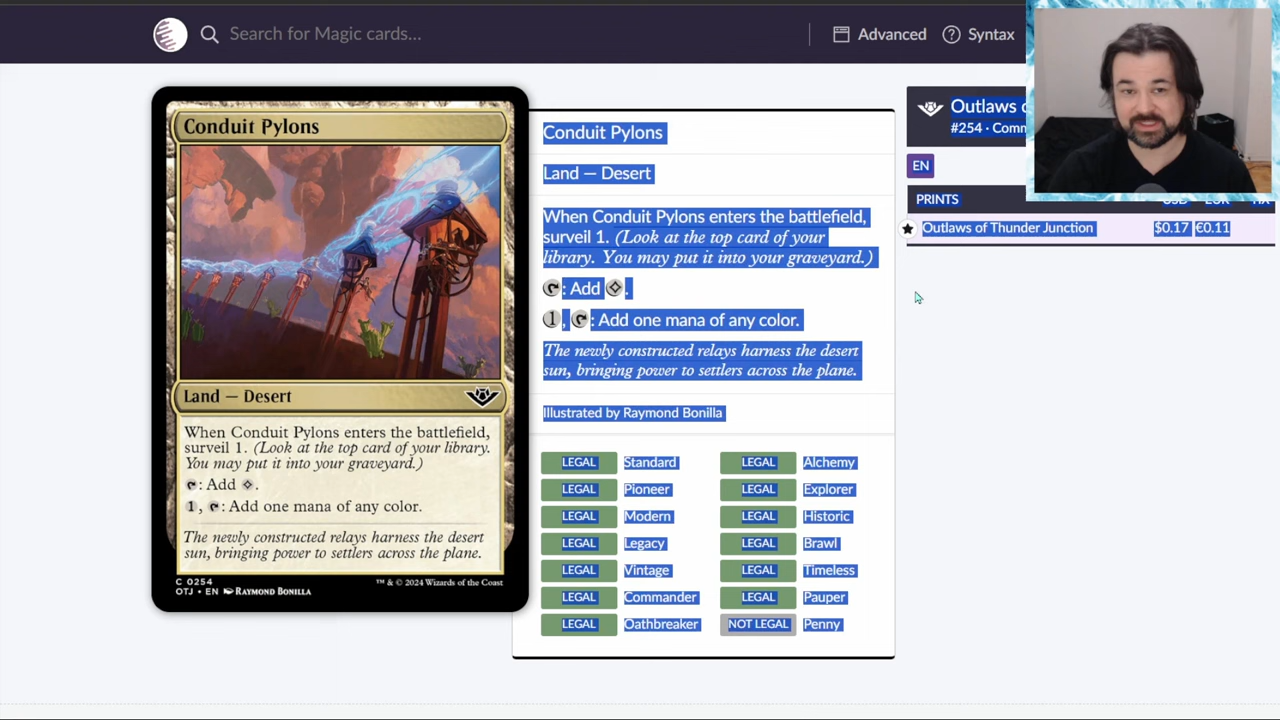 Search for Magic cards...
Advanced
Syntax
Conduit Pylons
Land — Desert
When Conduit Pylons enters the battlefield,
surveil 1. (Look at the top card of your library.
You may put it into your graveyard.)
: Add .
1, : Add one mana of any color.
The newly constructed relays harness the desert
sun, bringing power to settlers across the plane.
C 0254
OTJ • EN Raymond Bonilla
™ & © 2024 Wizards of the Coast
Conduit Pylons
Land — Desert
When Conduit Pylons enters the battlefield,
surveil 1. (Look at the top card of your
library. You may put it into your graveyard.)
: Add .
1, : Add one mana of any color.
The newly constructed relays harness the desert
sun, bringing power to settlers across the plane.
Illustrated by Raymond Bonilla
LEGAL Standard LEGAL Alchemy
LEGAL Pioneer LEGAL Explorer
LEGAL Modern LEGAL Historic
LEGAL Legacy LEGAL Brawl
LEGAL Vintage LEGAL Timeless
LEGAL Commander LEGAL Pauper
LEGAL Oathbreaker NOT LEGAL Penny
Outlaws
#254 · Comm
EN
PRINTS
Outlaws of Thunder Junction $0.17 €0.11